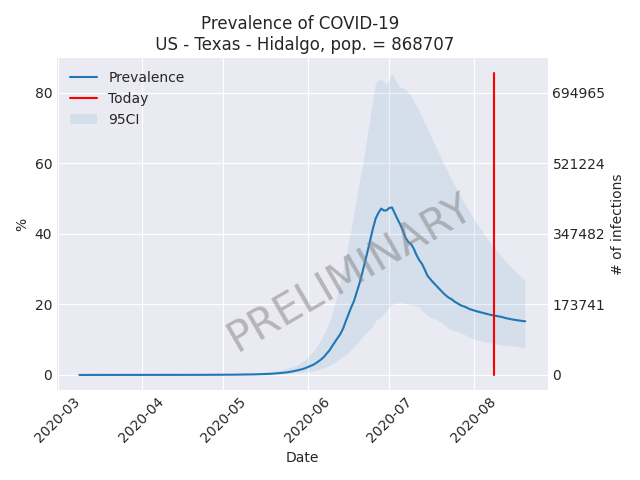 Prevalence of COVID-19
US - Texas - Hidalgo, pop. = 868707
Prevalence
Today
95CI
80
60
40
20
0
%
694965
521224
347482
173741
0
# of infections
PRELIMINARY
2020-03
2020-04
2020-05
2020-06
2020-07
2020-08
Date